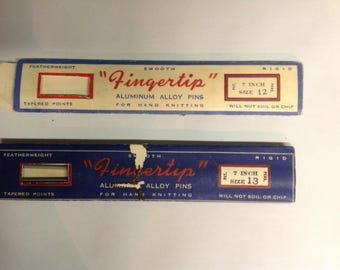 FEATHERWEIGHT SMOOTH RIGID
"Fingertip"
ALUMINUM ALLOY PINS
7 INCH
SIZE 12
TAPERED POINTS FOR HAND KNITTING WILL NOT SOIL OR CHIP
FEATHERWEIGHT SMOOTH RIGID
"Fingertip"
ALUMINUM ALLOY PINS
7 INCH
SIZE 13
TAPERED POINTS FOR HAND KNITTING WILL NOT SOIL OR CHIP